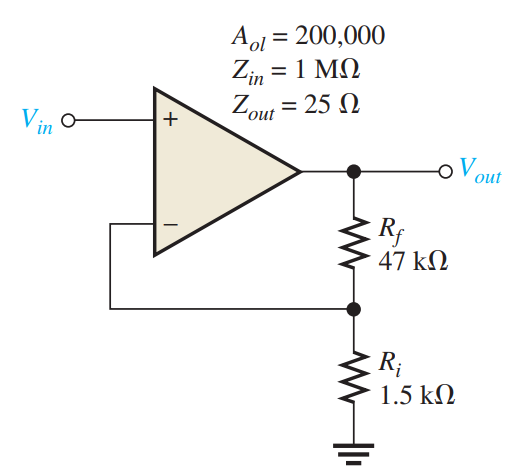 A_ol = 200,000
Z_in = 1 MΩ
Z_out = 25 Ω
V_in
+
V_out
−
R_f
47 kΩ
R_i
1.5 kΩ